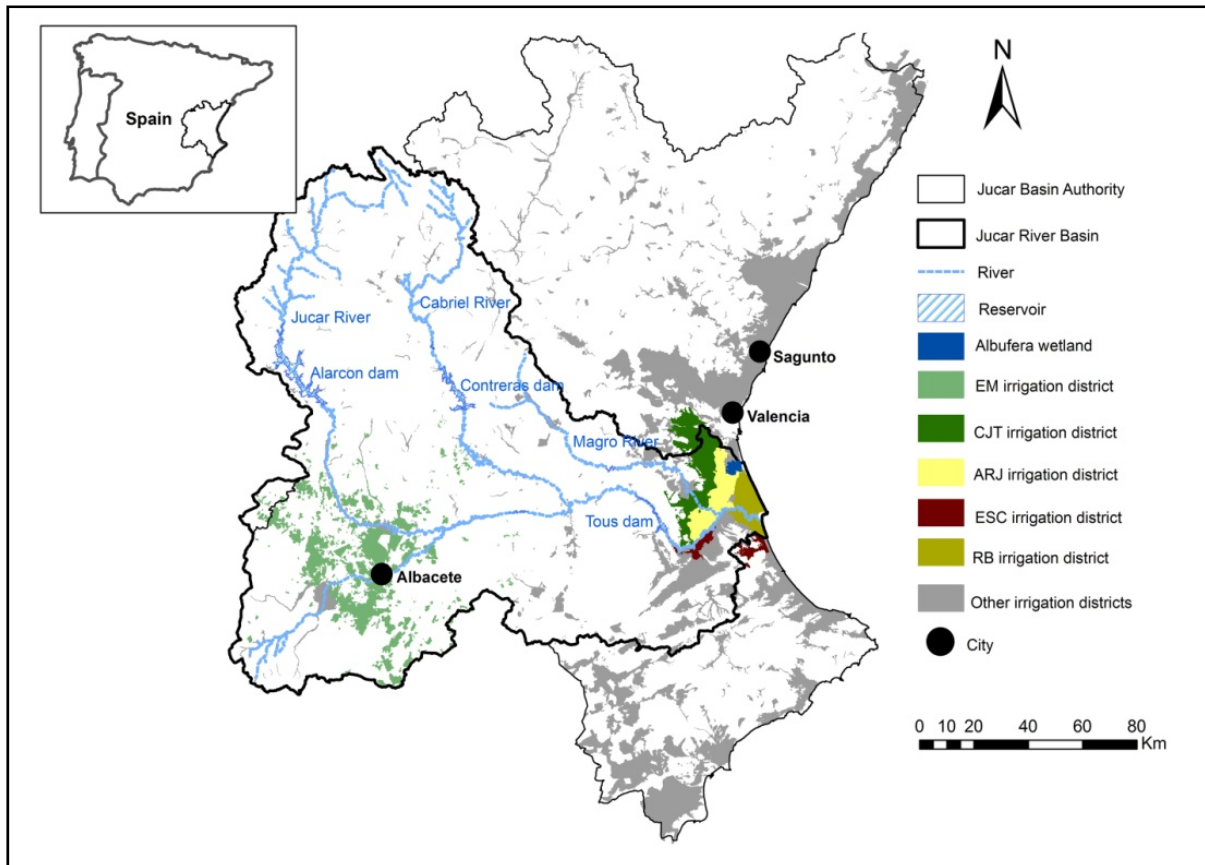 Spain
N
Jucar River
Cabriel River
Alarcon dam
Contreras dam
Magro River
Tous dam
Sagunto
Valencia
Albacete
Jucar Basin Authority
Jucar River Basin
River
Reservoir
Albufera wetland
EM irrigation district
CJT irrigation district
ARJ irrigation district
ESC irrigation district
RB irrigation district
Other irrigation districts
City
0 10 20 40 60 80
Km